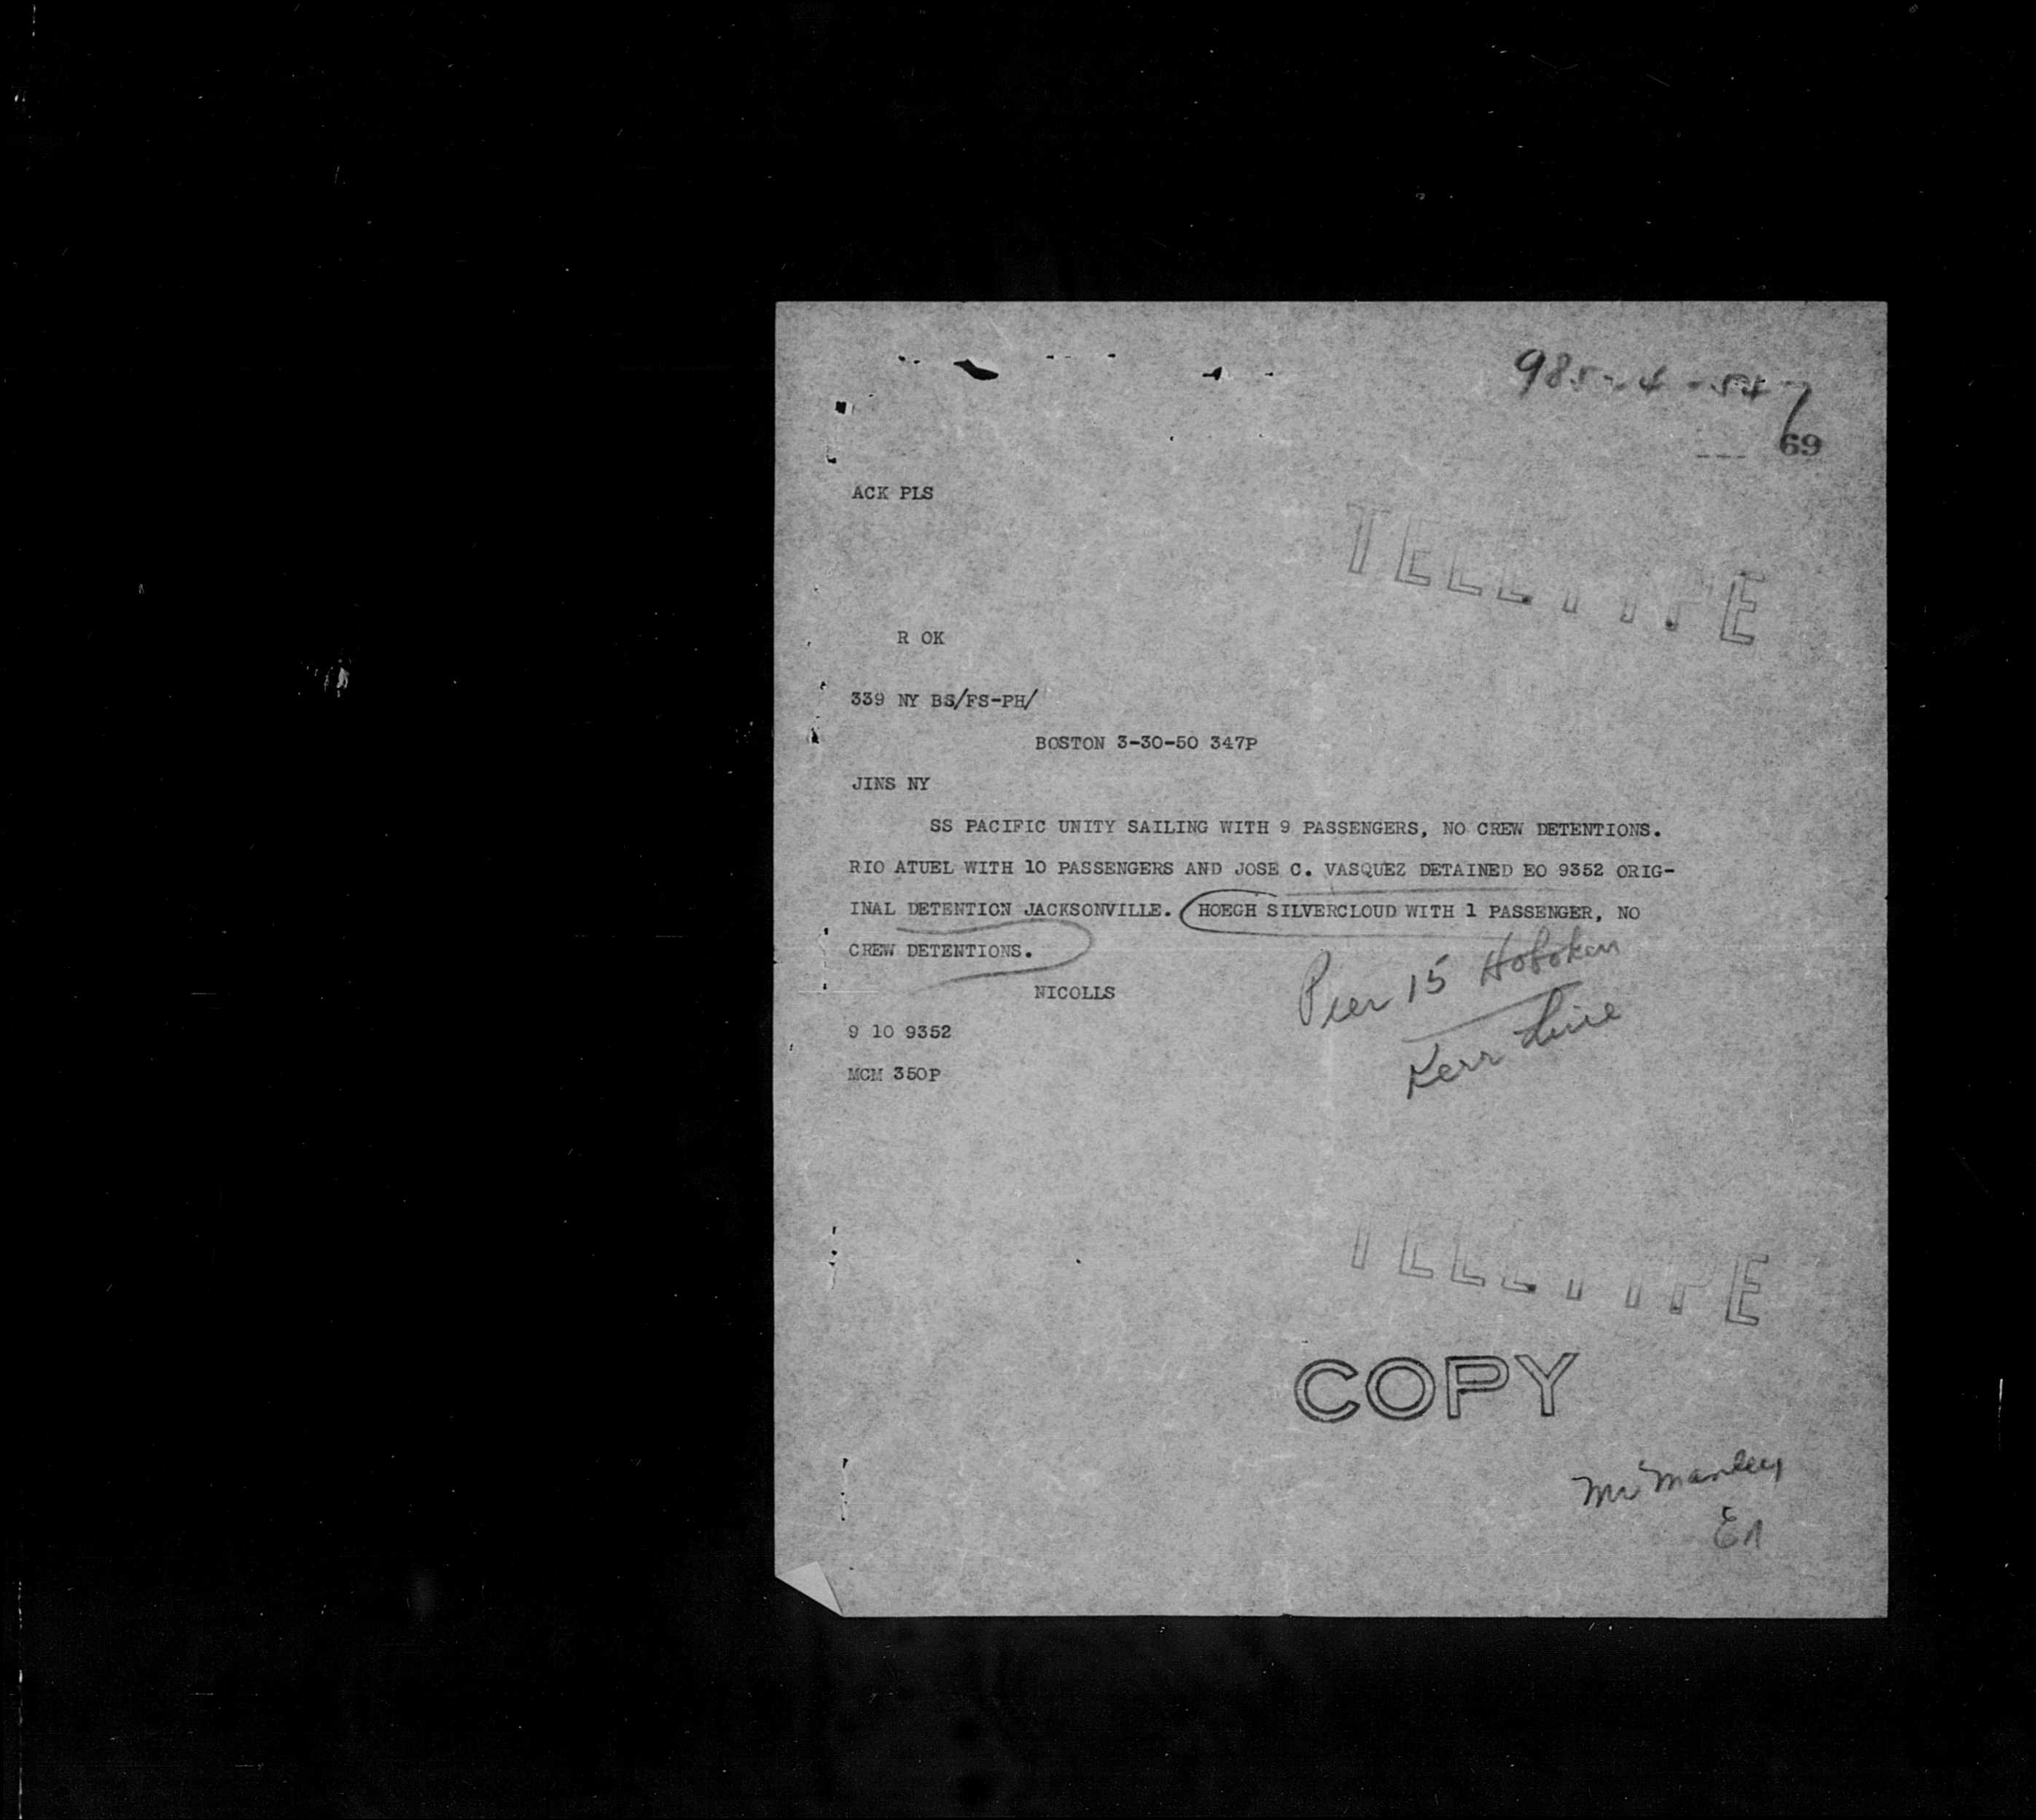 985-4-547
69
ACK PLS
TELETYPE
R OK
339 NY BS/FS-PH/
BOSTON 3-30-50 347P
JINS NY
SS PACIFIC UNITY SAILING WITH 9 PASSENGERS, NO CREW DETENTIONS.
RIO ATUEL WITH 10 PASSENGERS AND JOSE C. VASQUEZ DETAINED EO 9352 ORIG-
INAL DETENTION JACKSONVILLE. HOEGH SILVERCLOUD WITH 1 PASSENGER, NO
CREW DETENTIONS.
Pier 15 Hoboken
NICOLLS
Kerr Line
9 10 9352
MCM 350P
TELETYPE
COPY
Mr Manley